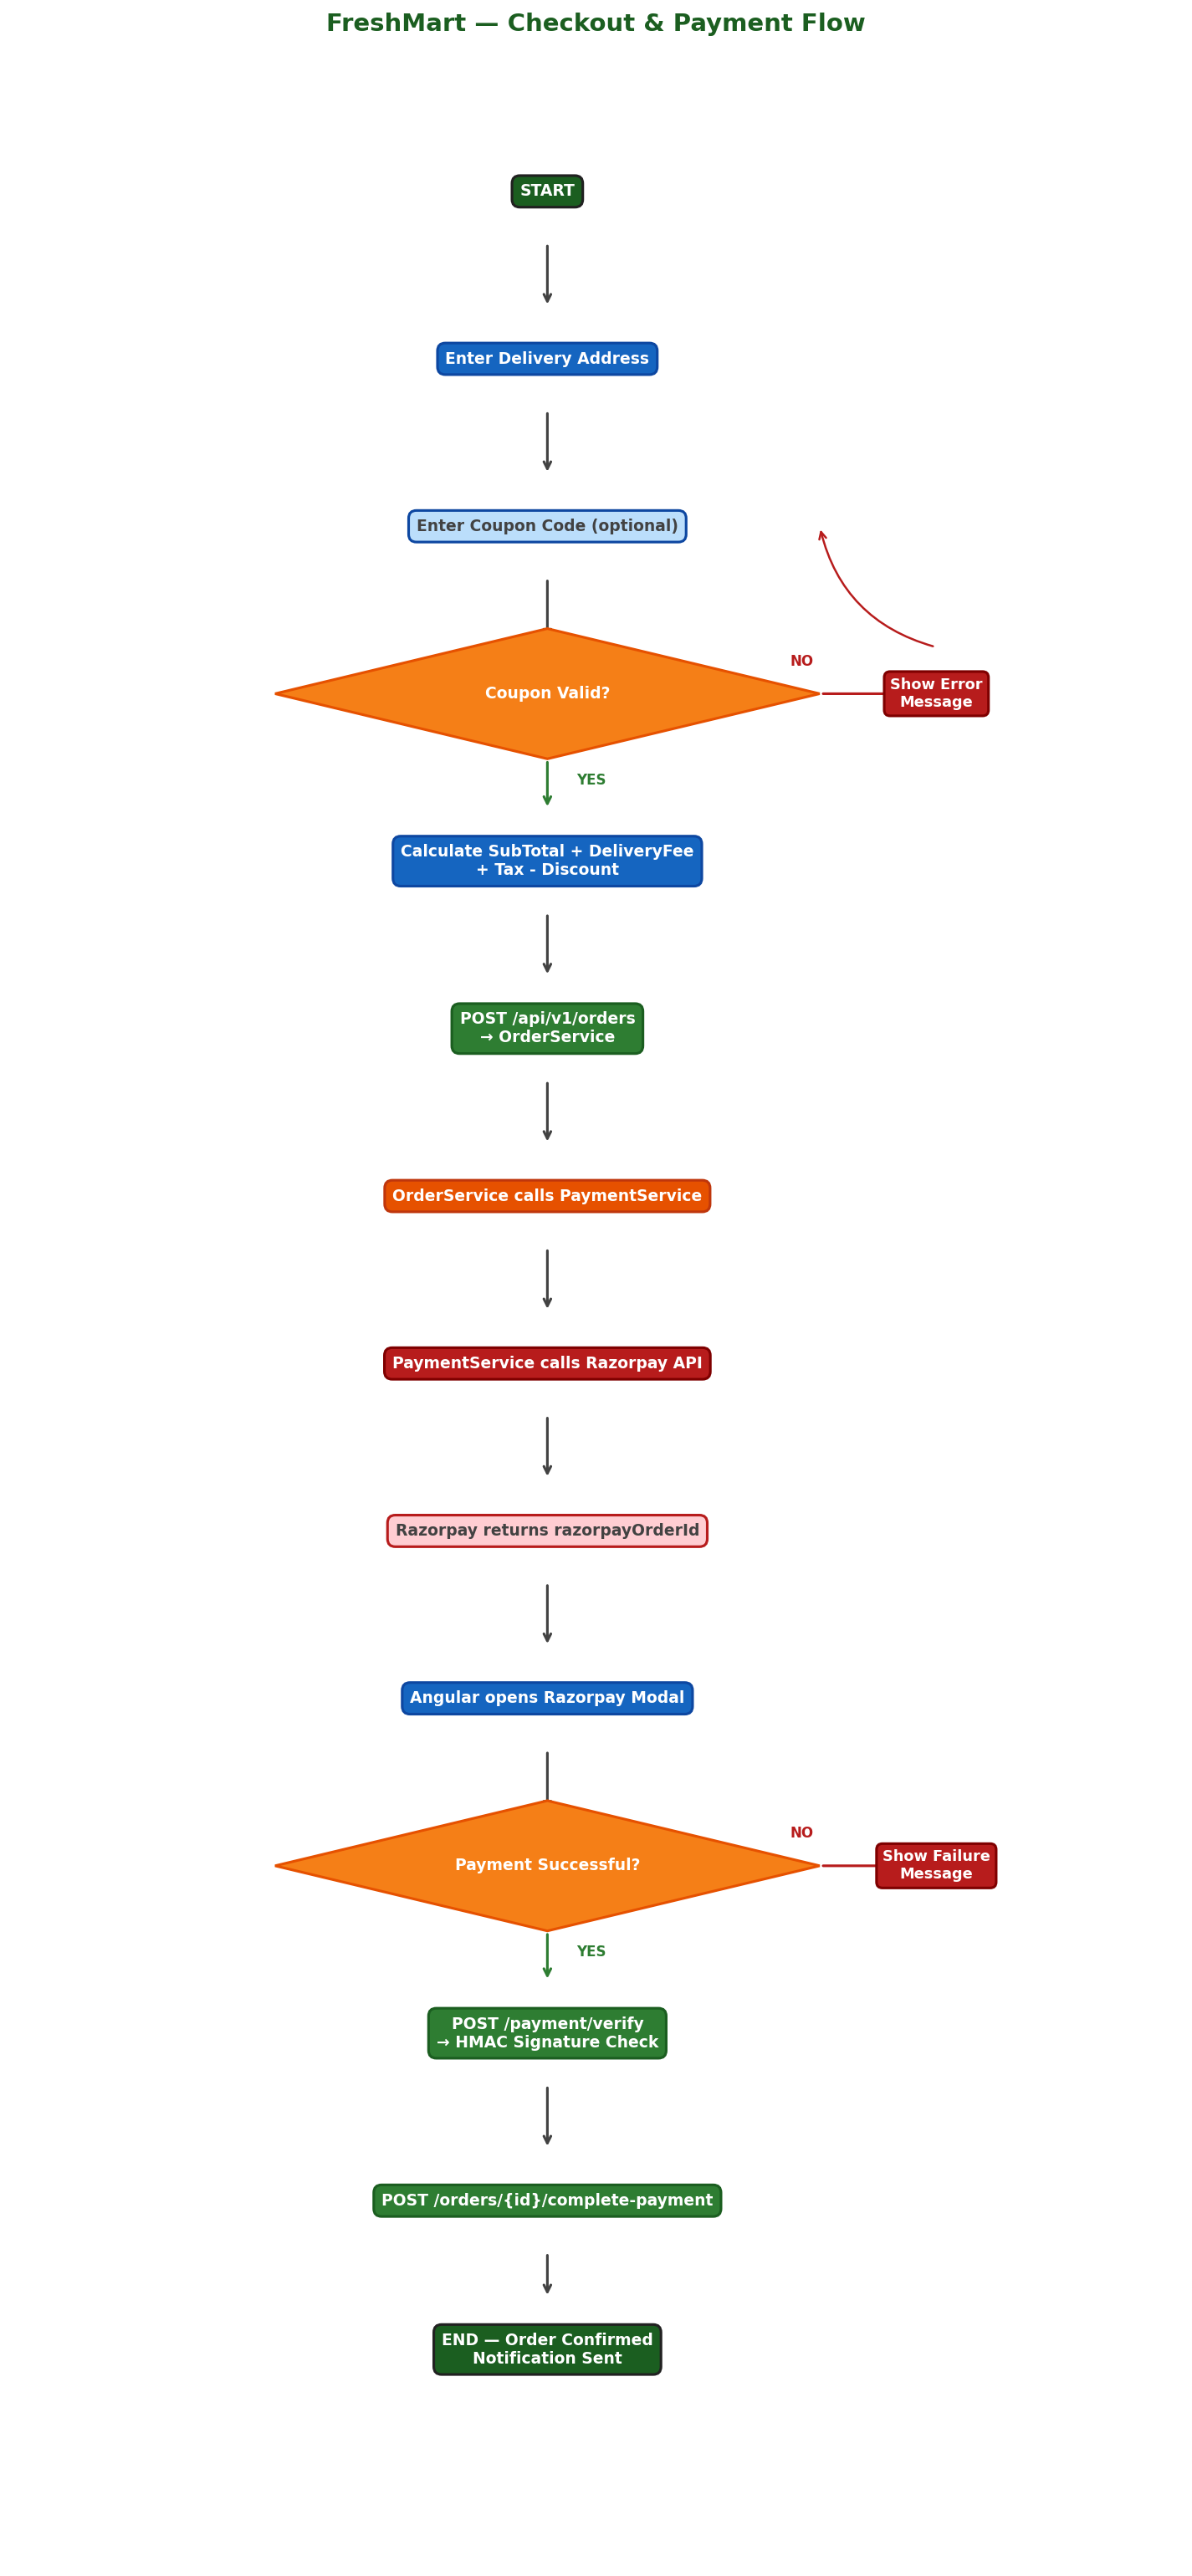 FreshMart — Checkout & Payment Flow
START
Enter Delivery Address
Enter Coupon Code (optional)
Coupon Valid?
NO
Show Error
Message
YES
Calculate SubTotal + DeliveryFee
+ Tax - Discount
POST /api/v1/orders
→ OrderService
OrderService calls PaymentService
PaymentService calls Razorpay API
Razorpay returns razorpayOrderId
Angular opens Razorpay Modal
Payment Successful?
NO
Show Failure
Message
YES
POST /payment/verify
→ HMAC Signature Check
POST /orders/{id}/complete-payment
END — Order Confirmed
Notification Sent